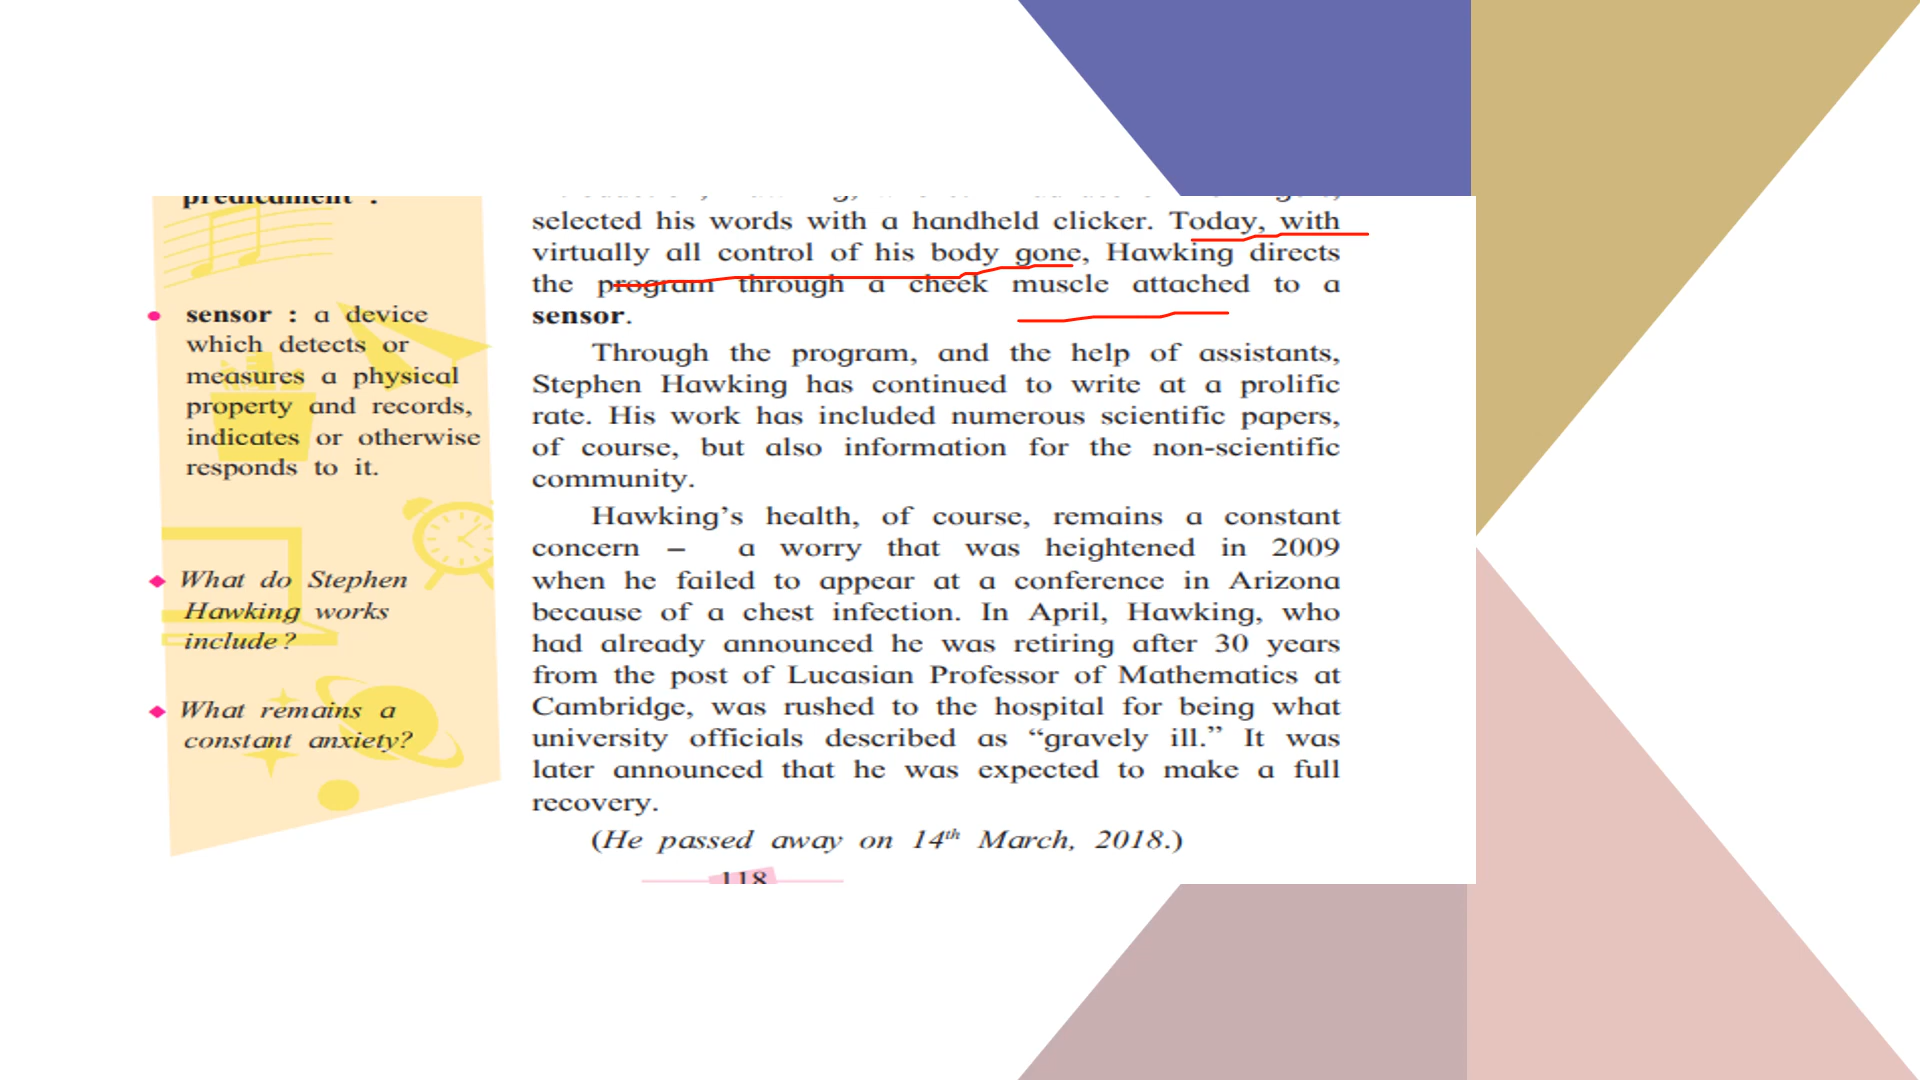 predicament :
sensor : a device
which detects or
measures a physical
property and records,
indicates or otherwise
responds to it.
What do Stephen
Hawking works
include ?
What remains a
constant anxiety?
selected his words with a handheld clicker. Today, with
virtually all control of his body gone, Hawking directs
the program through a cheek muscle attached to a
sensor.
Through the program, and the help of assistants,
Stephen Hawking has continued to write at a prolific
rate. His work has included numerous scientific papers,
of course, but also information for the non-scientific
community.
Hawking’s health, of course, remains a constant
concern – a worry that was heightened in 2009
when he failed to appear at a conference in Arizona
because of a chest infection. In April, Hawking, who
had already announced he was retiring after 30 years
from the post of Lucasian Professor of Mathematics at
Cambridge, was rushed to the hospital for being what
university officials described as “gravely ill.” It was
later announced that he was expected to make a full
recovery.
(He passed away on 14th March, 2018.)
118